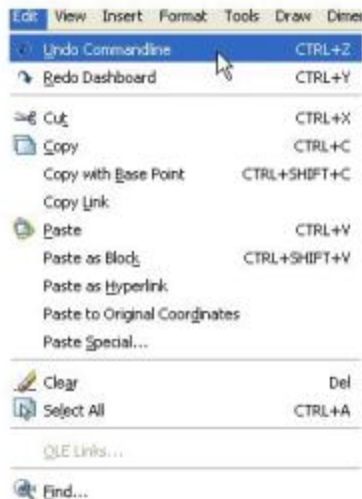 Edit View Insert Format Tools Draw Dime
Undo Commandline CTRL+Z
Redo Dashboard CTRL+Y
Cut CTRL+X
Copy CTRL+C
Copy with Base Point CTRL+SHIFT+C
Copy Link
Paste CTRL+V
Paste as Block CTRL+SHIFT+V
Paste as Hyperlink
Paste to Original Coordinates
Paste Special...
Clear Del
Select All CTRL+A
OLE Links...
Find...